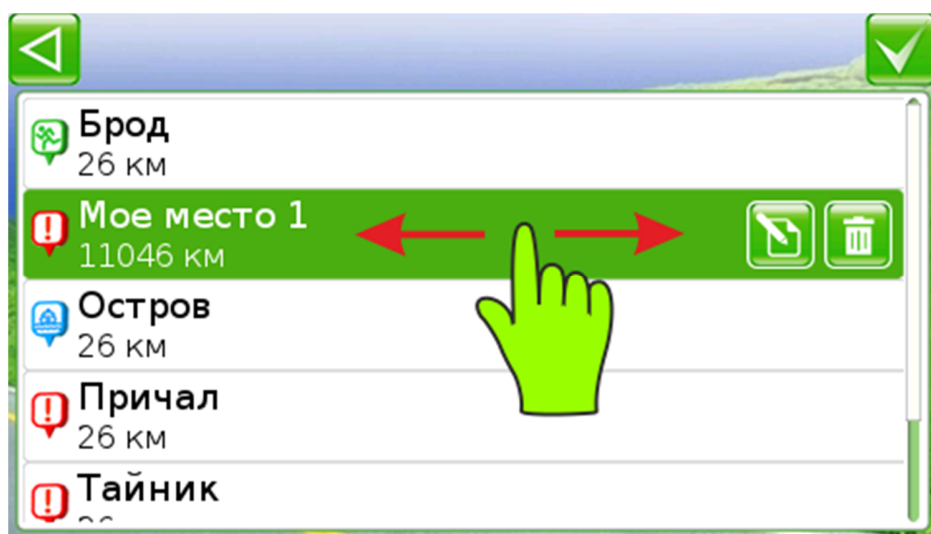 Брод
26 км
Мое место 1
11046 км
Остров
26 км
Причал
26 км
Тайник